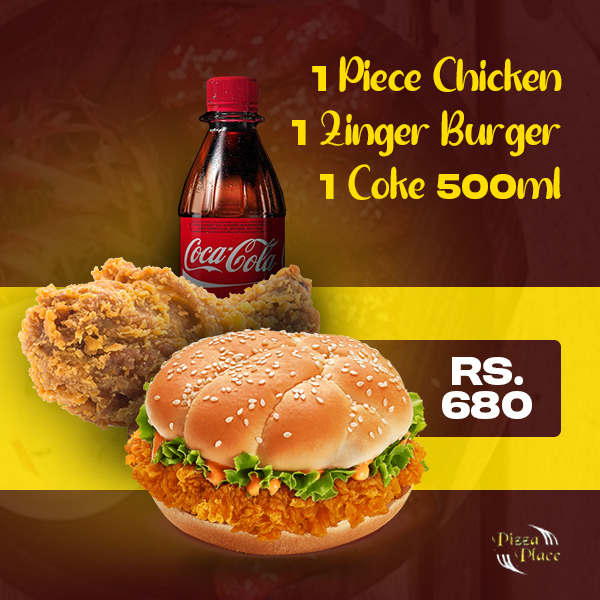 1 Piece Chicken
1 Zinger Burger
1 Coke 500ml
Coca-Cola
RS.
680
Pizza
Place